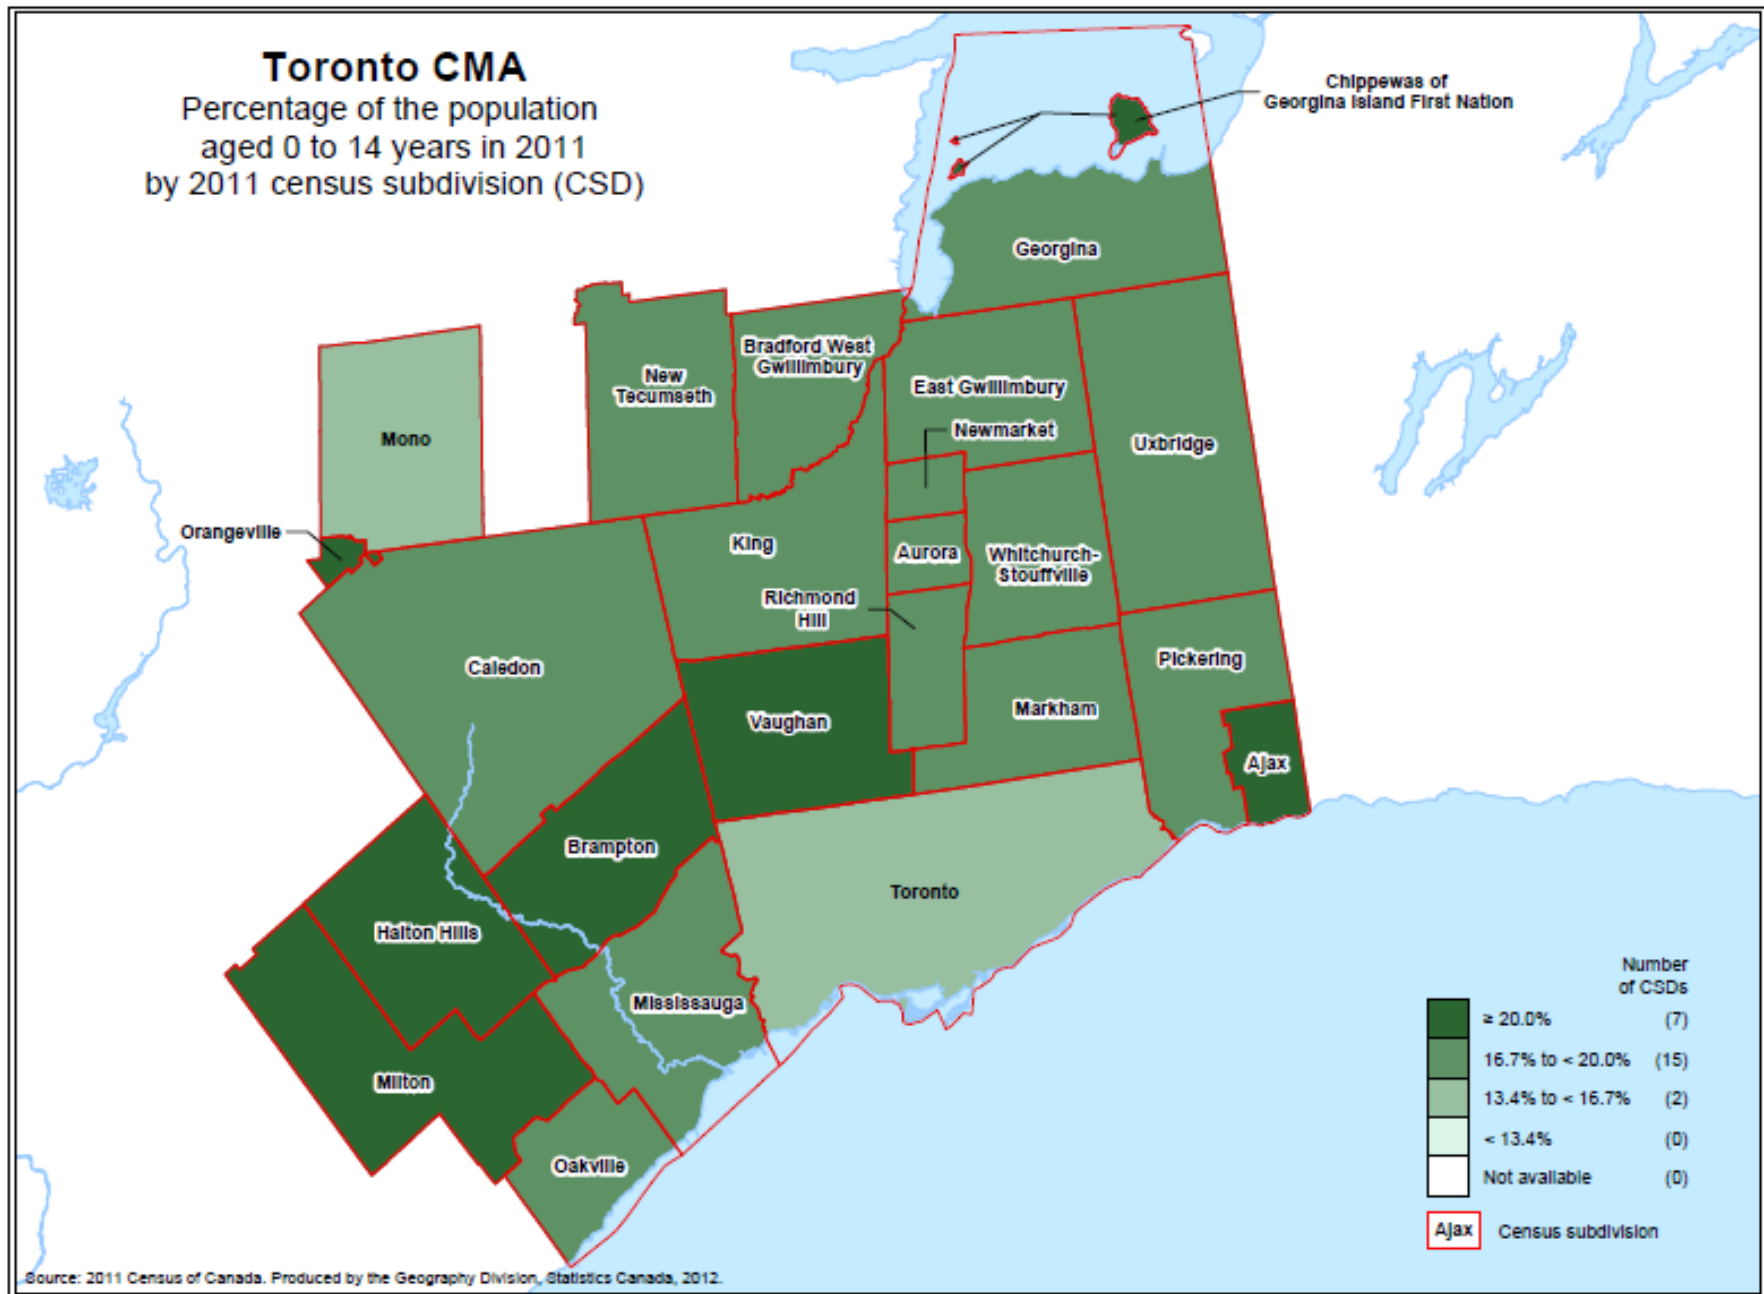 Toronto CMA
Percentage of the population
aged 0 to 14 years in 2011
by 2011 census subdivision (CSD)
Chippewas of
Georgina Island First Nation
Georgina
Bradford West
Gwillimbury
New
Tecumseth
East Gwillimbury
Newmarket
Mono
Uxbridge
Orangeville
King
Aurora
Whitchurch-
Stouffville
Richmond
Hill
Caledon
Pickering
Vaughan
Markham
Ajax
Brampton
Toronto
Halton Hills
Mississauga
Milton
Oakville
Number
of CSDs
≥ 20.0% (7)
16.7% to < 20.0% (15)
13.4% to < 16.7% (2)
< 13.4% (0)
Not available (0)
Ajax Census subdivision
Source: 2011 Census of Canada. Produced by the Geography Division, Statistics Canada, 2012.